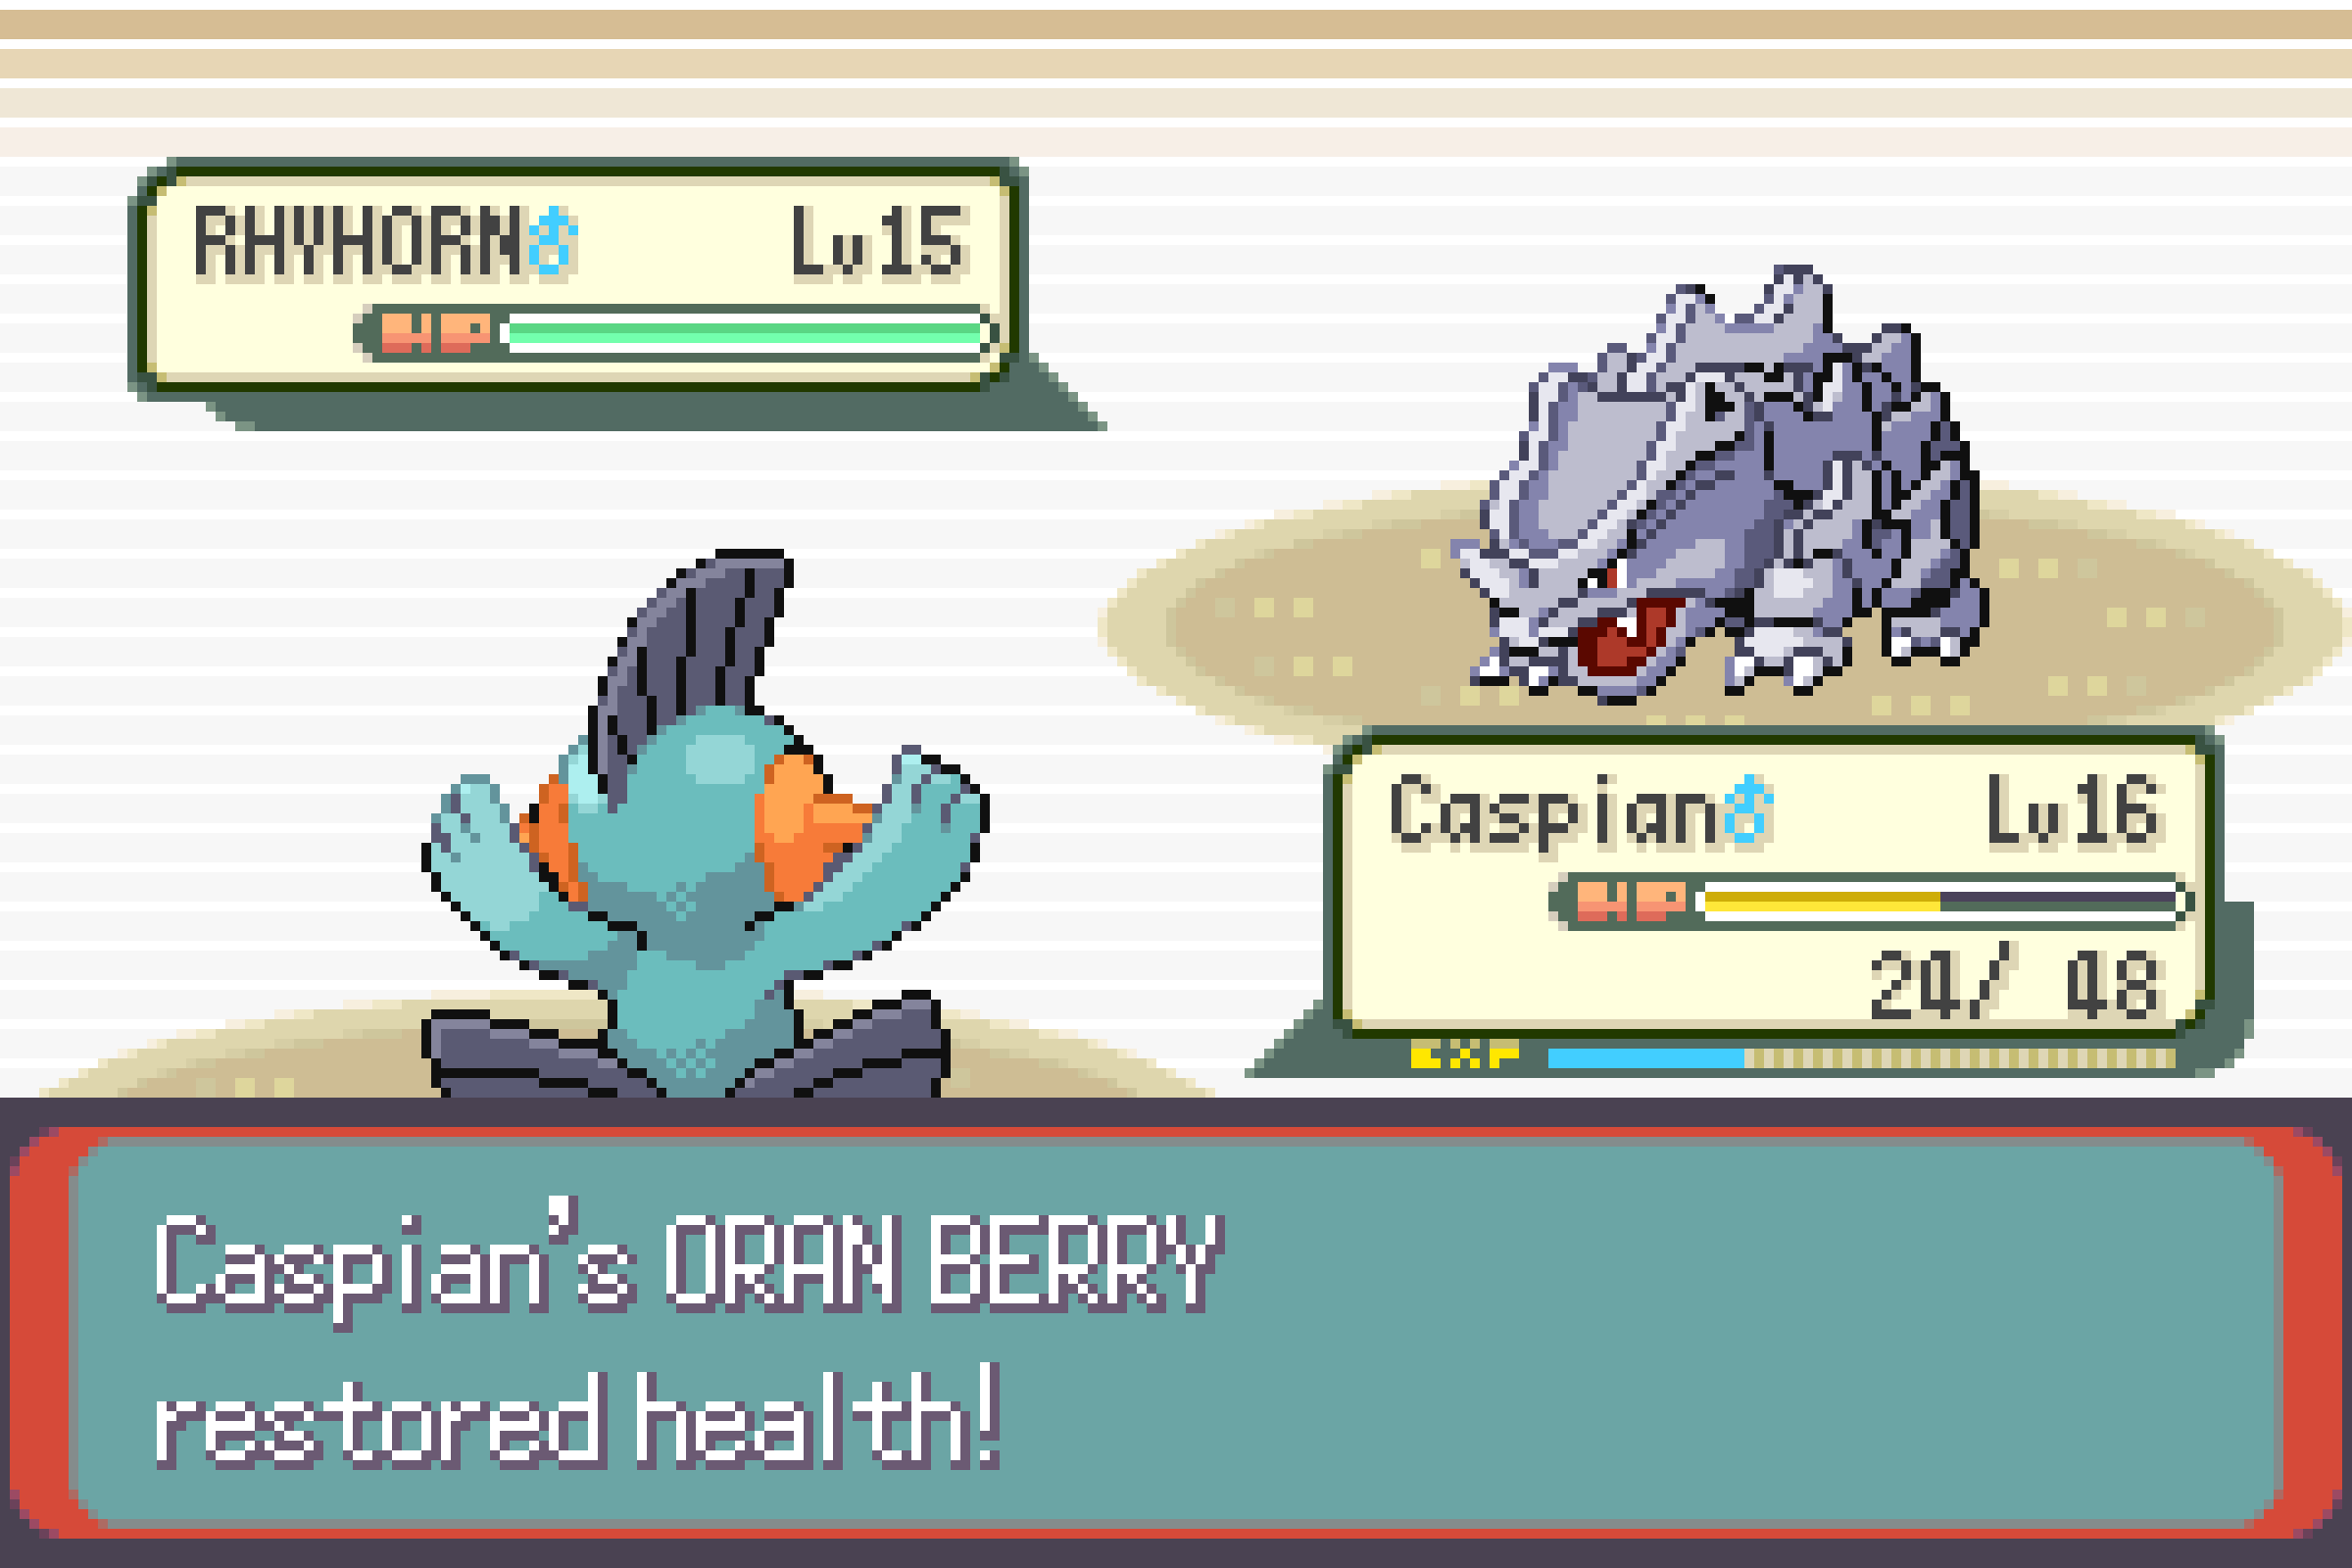 RHYHORN♂ Lv15
HP
Caspian♂ Lv16
HP
24/ 48
EXP
Caspian's ORAN BERRY
restored health!